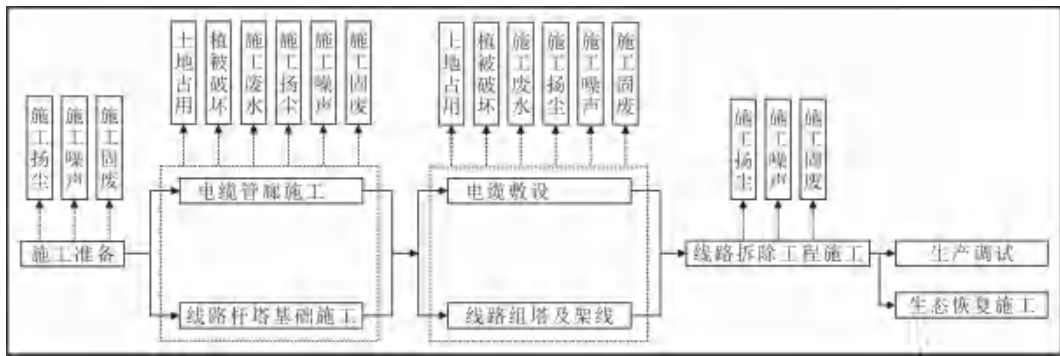 土地占用
植被破坏
施工废水
施工扬尘
施工噪声
施工固废
土地占用
植被破坏
施工废水
施工扬尘
施工噪声
施工固废
施工扬尘
施工噪声
施工固废
施工扬尘
施工噪声
施工固废
电缆管廊施工
电缆敷设
施工准备
线路拆除工程施工
生产调试
线路杆塔基础施工
线路组塔及架线
生态恢复施工